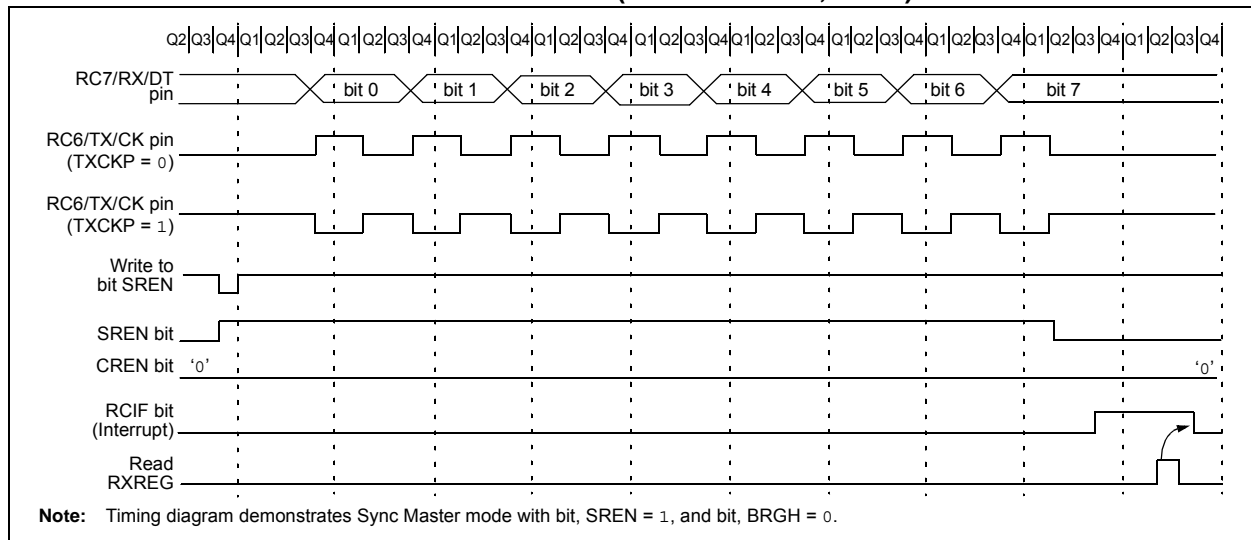 Q2 Q3 Q4 Q1 Q2 Q3 Q4 Q1 Q2 Q3 Q4 Q1 Q2 Q3 Q4 Q1 Q2 Q3 Q4 Q1 Q2 Q3 Q4 Q1 Q2 Q3 Q4 Q1 Q2 Q3 Q4 Q1 Q2 Q3 Q4 Q1 Q2 Q3 Q4 Q1 Q2 Q3 Q4
RC7/RX/DT
pin
bit 0 bit 1 bit 2 bit 3 bit 4 bit 5 bit 6 bit 7
RC6/TX/CK pin
(TXCKP = 0)
RC6/TX/CK pin
(TXCKP = 1)
Write to
bit SREN
SREN bit
CREN bit ‘0’ ‘0’
RCIF bit
(Interrupt)
Read
RXREG
Note: Timing diagram demonstrates Sync Master mode with bit, SREN = 1, and bit, BRGH = 0.